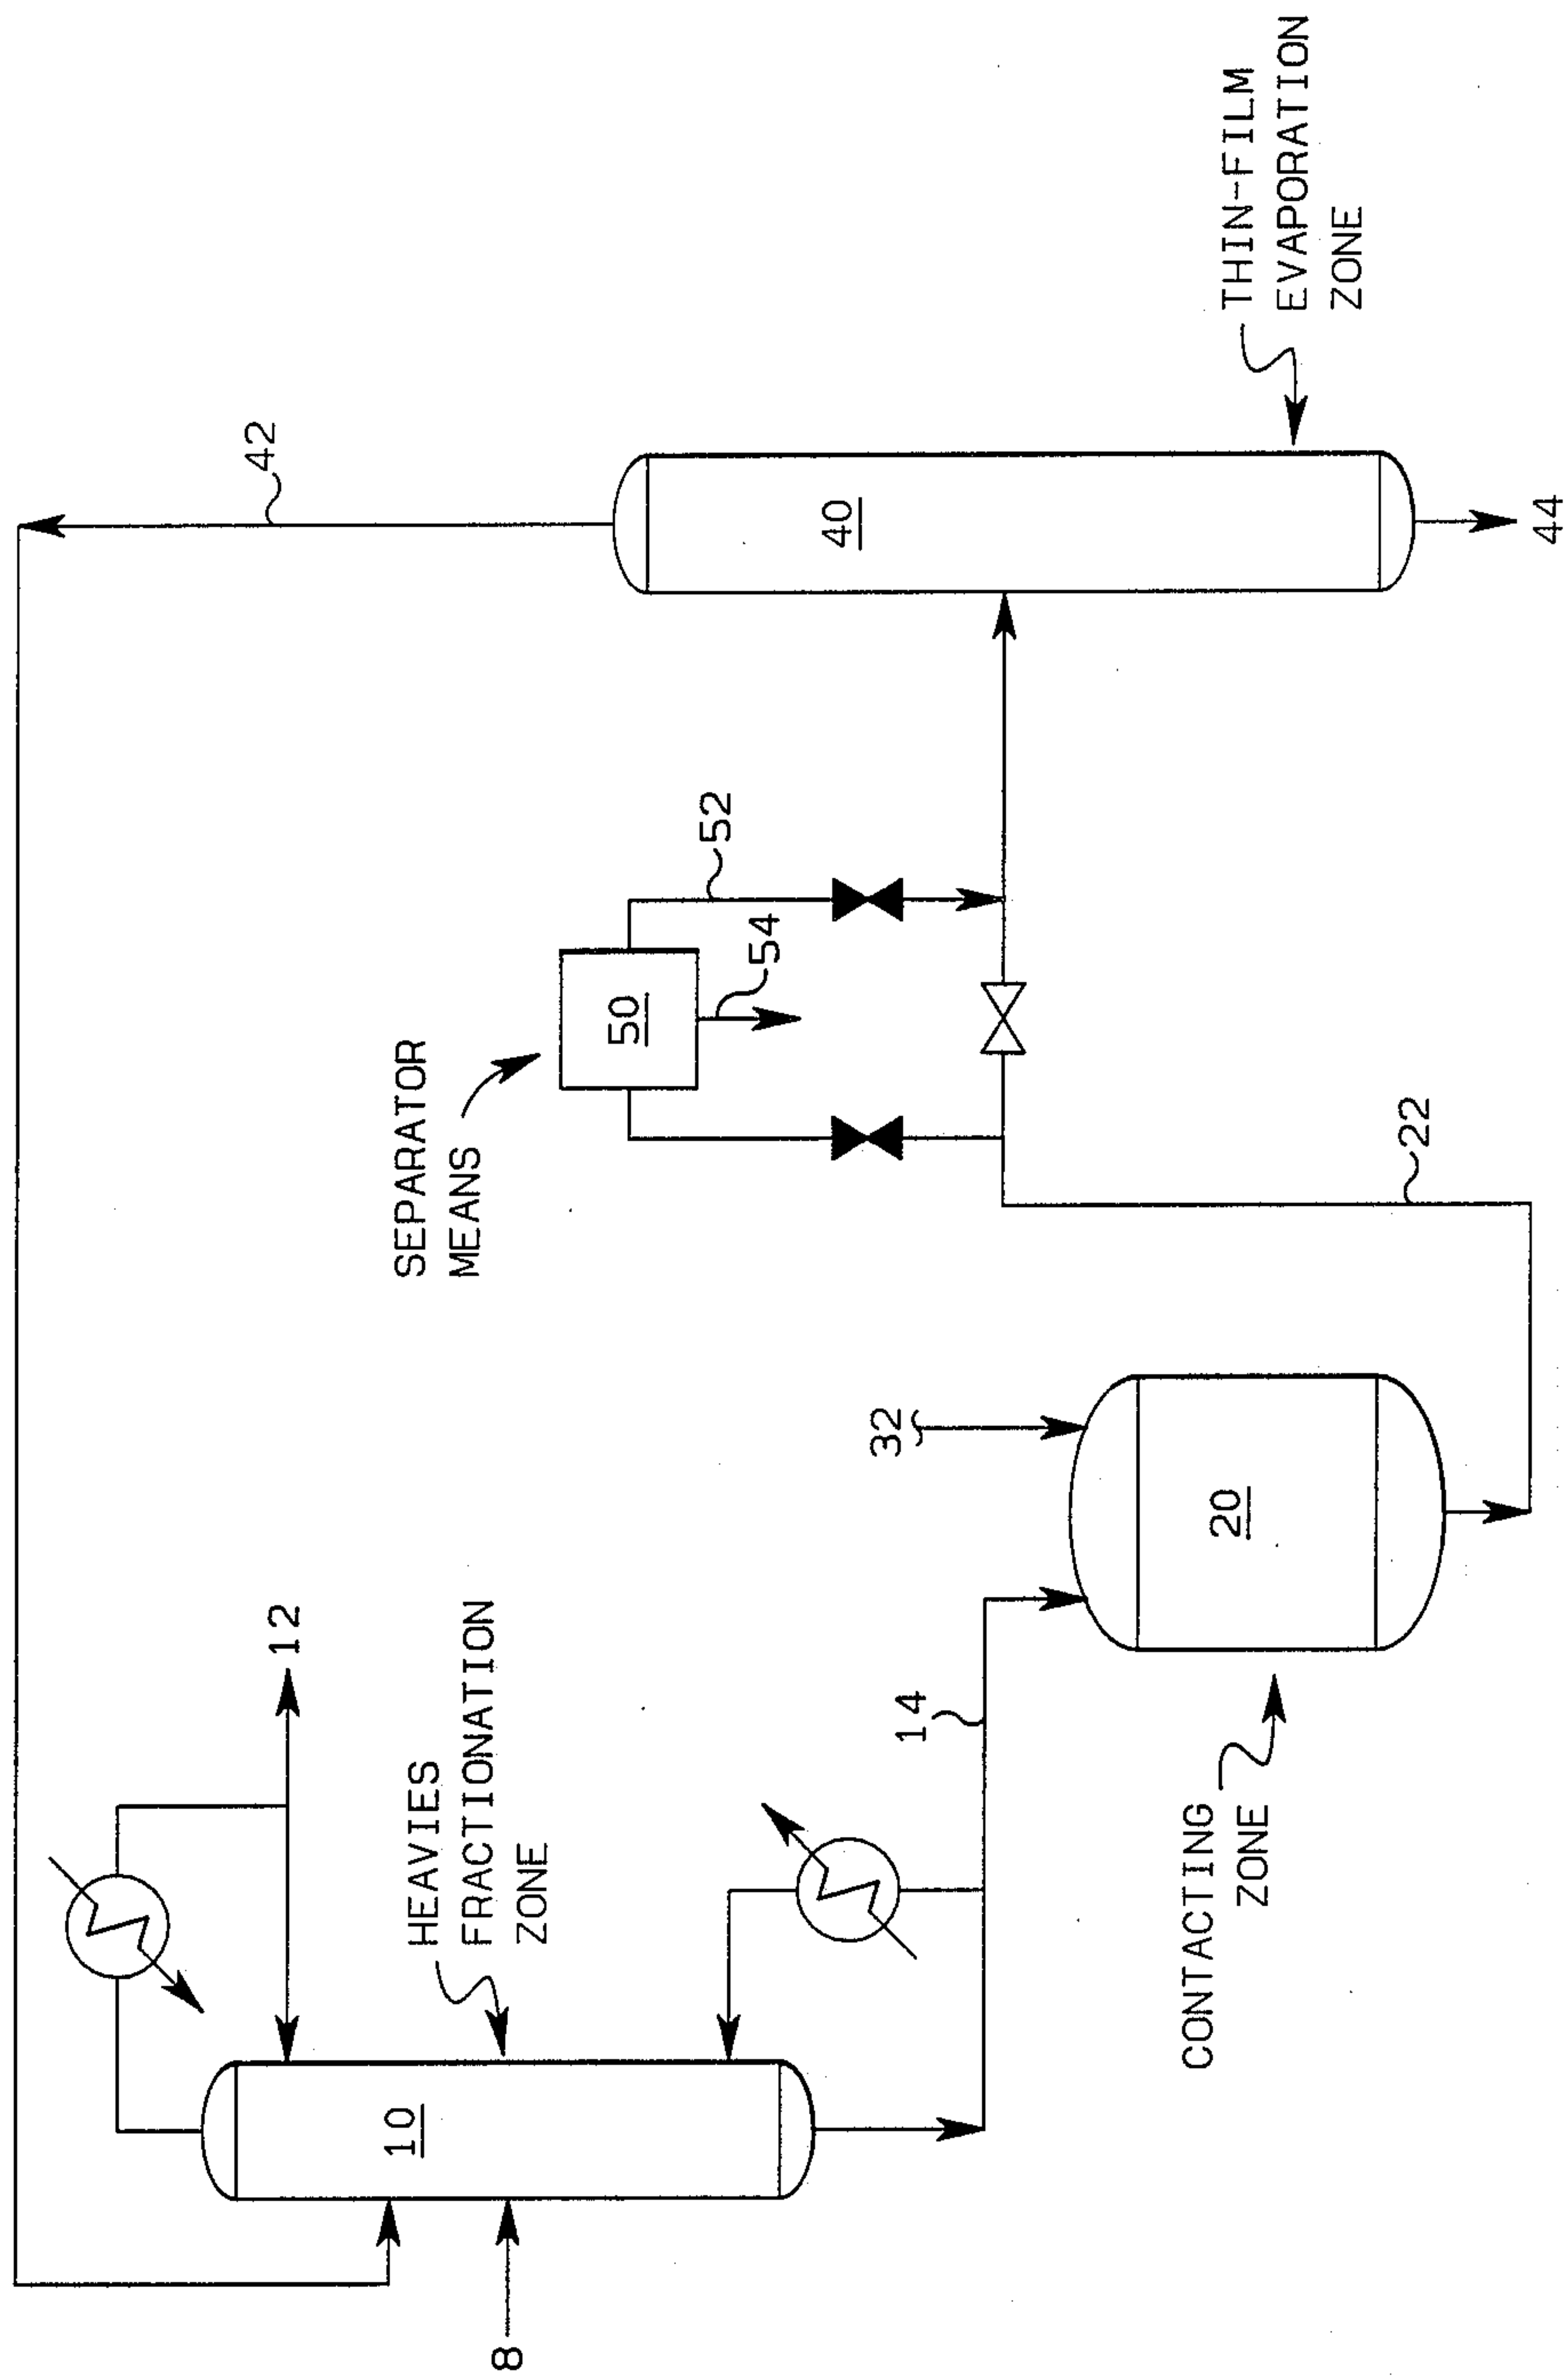 42
THIN-FILM
EVAPORATION
ZONE
40
44
52
54
50
SEPARATOR
MEANS
22
32
20
12
14
HEAVIES
FRACTIONATION
ZONE
CONTACTING
ZONE
10
8